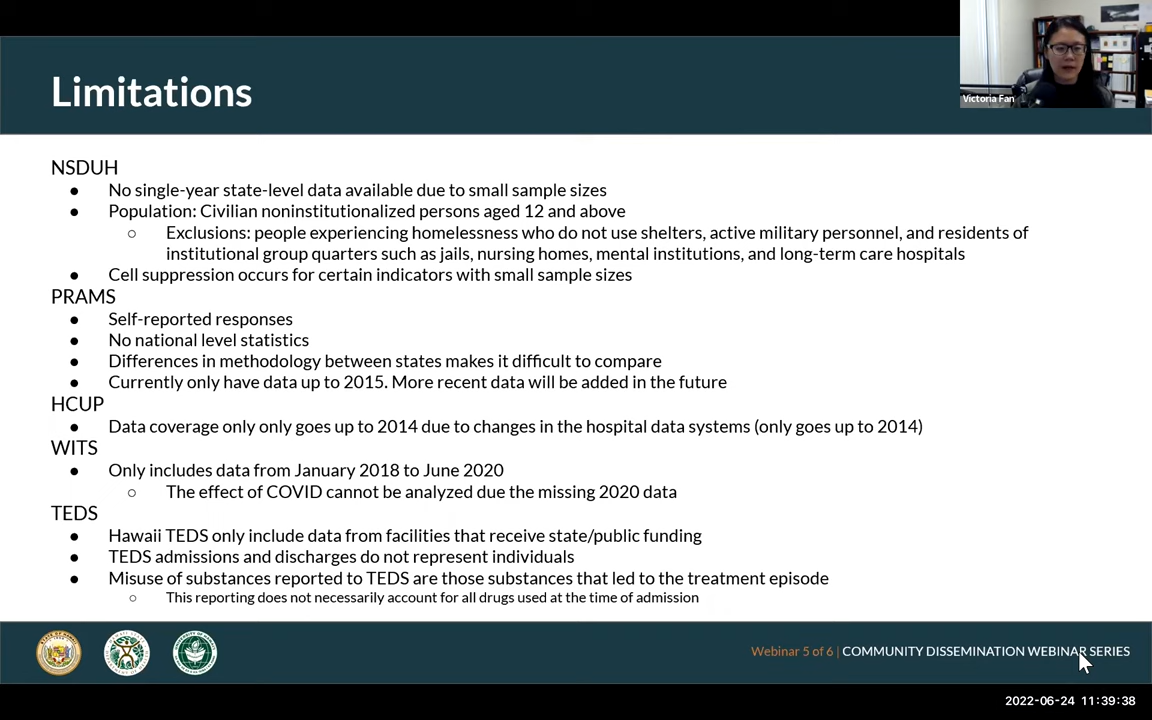 Limitations
Victoria Fan
NSDUH
● No single-year state-level data available due to small sample sizes
● Population: Civilian noninstitutionalized persons aged 12 and above
○ Exclusions: people experiencing homelessness who do not use shelters, active military personnel, and residents of
institutional group quarters such as jails, nursing homes, mental institutions, and long-term care hospitals
● Cell suppression occurs for certain indicators with small sample sizes
PRAMS
● Self-reported responses
● No national level statistics
● Differences in methodology between states makes it difficult to compare
● Currently only have data up to 2015. More recent data will be added in the future
HCUP
● Data coverage only only goes up to 2014 due to changes in the hospital data systems (only goes up to 2014)
WITS
● Only includes data from January 2018 to June 2020
○ The effect of COVID cannot be analyzed due the missing 2020 data
TEDS
● Hawaii TEDS only include data from facilities that receive state/public funding
● TEDS admissions and discharges do not represent individuals
● Misuse of substances reported to TEDS are those substances that led to the treatment episode
○ This reporting does not necessarily account for all drugs used at the time of admission
Webinar 5 of 6 | COMMUNITY DISSEMINATION WEBINAR SERIES
2022-06-24 11:39:38